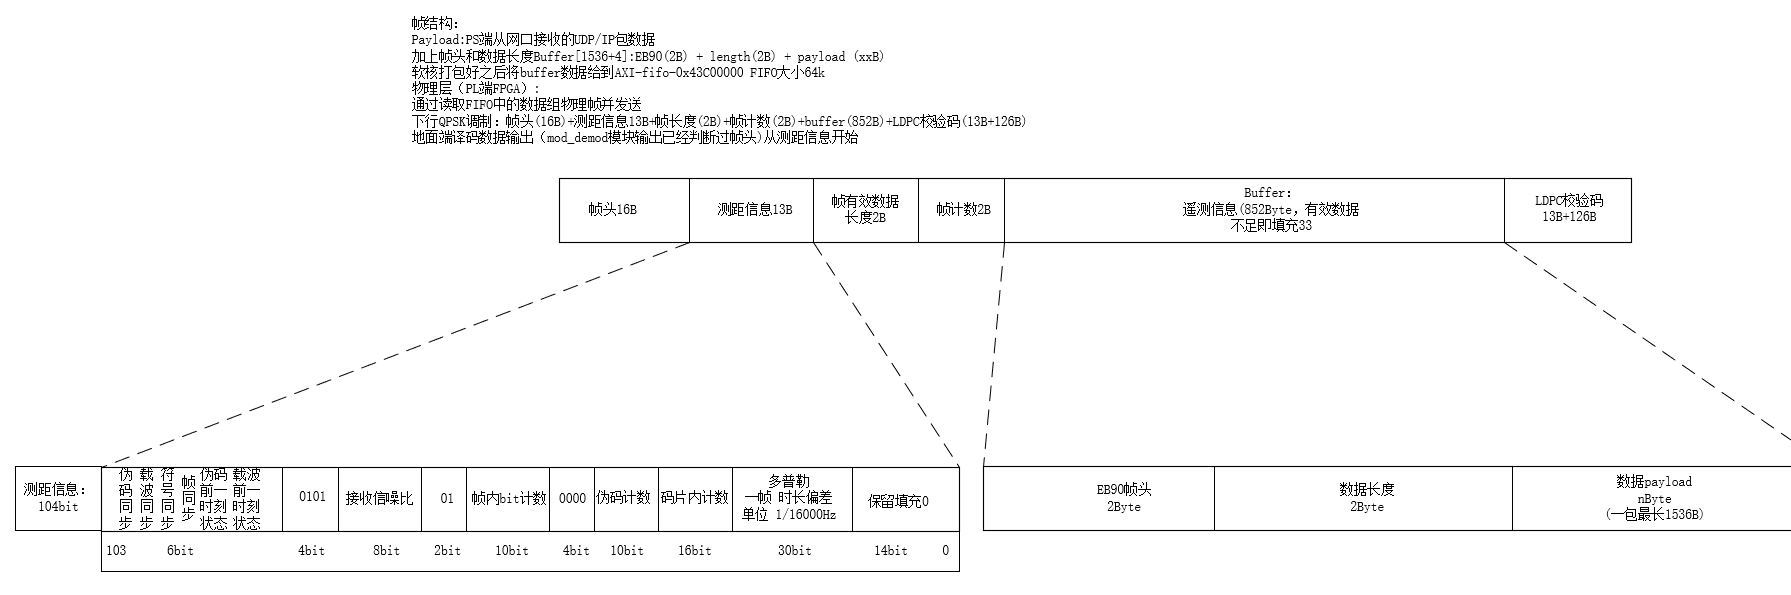 帧结构：
Payload:PS端从网口接收的UDP/IP包数据
加上帧头和数据长度Buffer[1536+4]:EB90(2B) + length(2B) + payload (xxB)
软核打包好之后将buffer数据给到AXI-fifo-0x43C00000 FIFO大小64k
物理层（PL端FPGA）：
通过读取FIFO中的数据组物理帧并发送
下行QPSK调制：帧头(16B)+测距信息13B+帧长度(2B)+帧计数(2B)+buffer(852B)+LDPC校验码(13B+126B)
地面端译码数据输出（mod_demod模块输出已经判断过帧头)从测距信息开始
帧头16B
测距信息13B
帧有效数据
长度2B
帧计数2B
Buffer：
遥测信息(852Byte，有效数据
不足即填充33
LDPC校验码
13B+126B
测距信息：
104bit
伪码同步
载波同步
符号同步
帧同步
伪码前一时刻状态
载波前一时刻状态
0101
接收信噪比
01
帧内bit计数
0000
伪码计数
码片内计数
多普勒
一帧 时长偏差
单位 1/16000Hz
保留填充0
103
6bit
4bit
8bit
2bit
10bit
4bit
10bit
16bit
30bit
14bit
0
EB90帧头
2Byte
数据长度
2Byte
数据payload
nByte
(一包最长1536B)